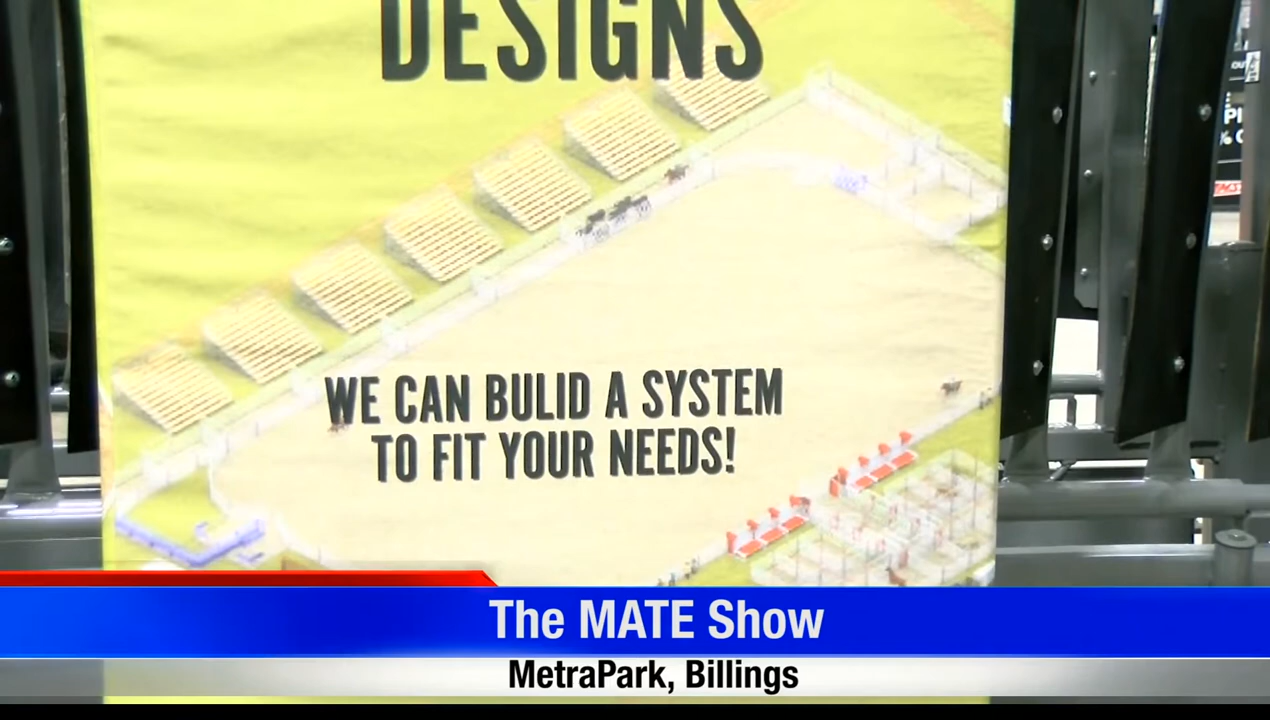 DESIGNS
WE CAN BULID A SYSTEM
TO FIT YOUR NEEDS!
The MATE Show
MetraPark, Billings